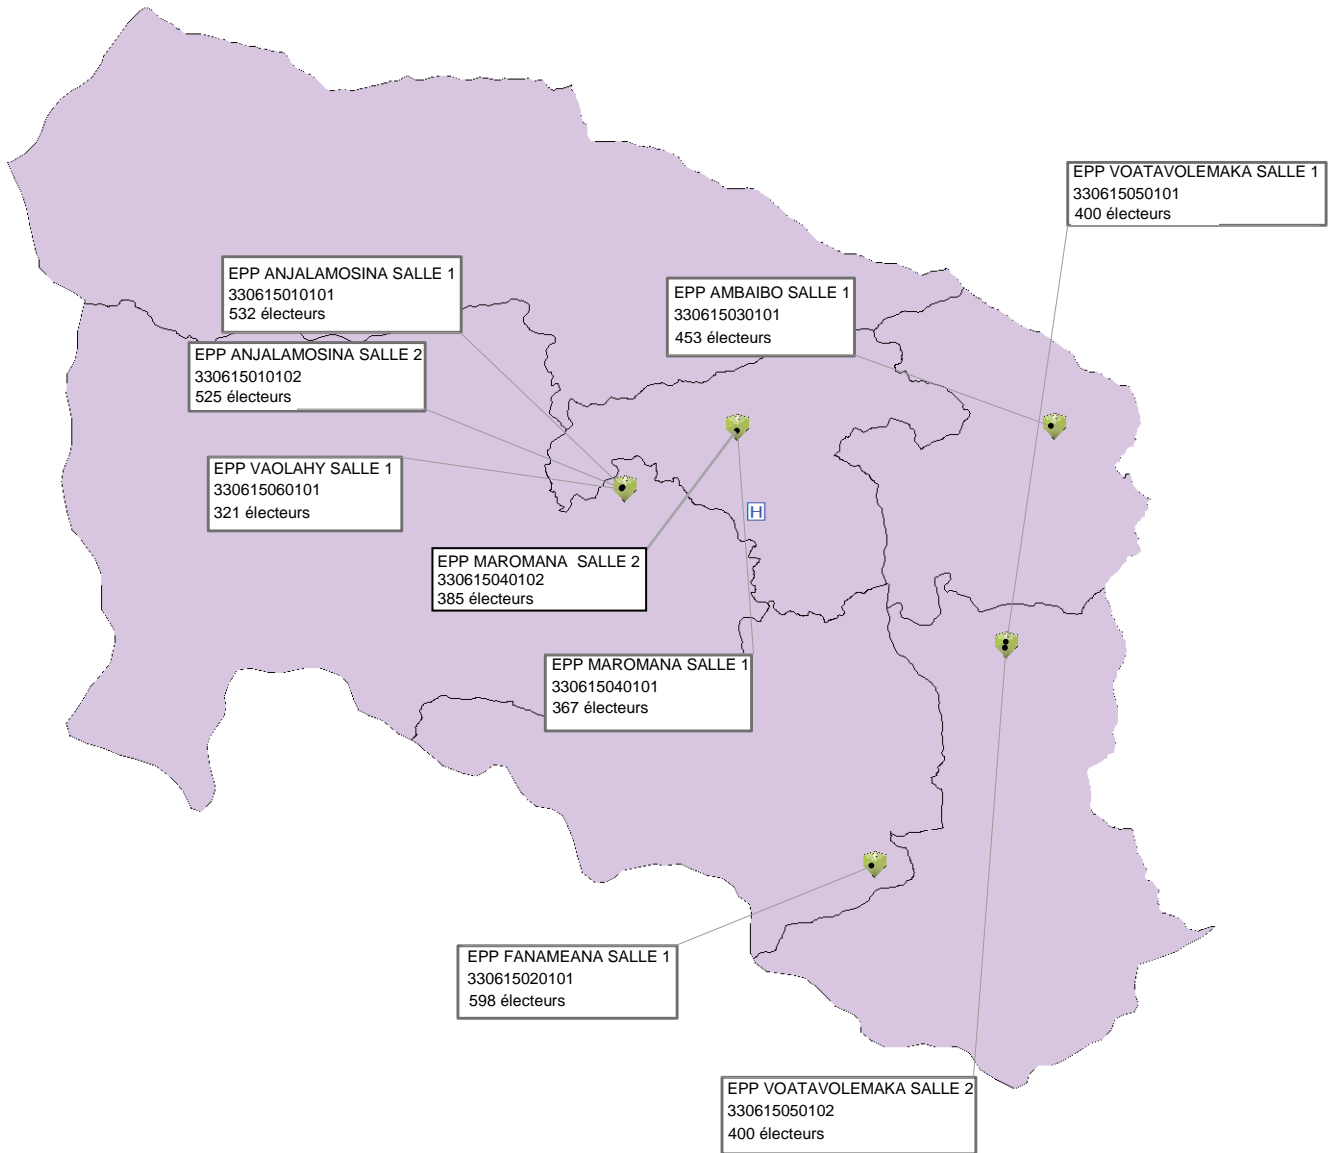 EPP VOATAVOLEMAKA SALLE 1
330615050101
400 électeurs
EPP ANJALAMOSINA SALLE 1
330615010101
532 électeurs
EPP AMBAIBO SALLE 1
330615030101
453 électeurs
EPP ANJALAMOSINA SALLE 2
330615010102
525 électeurs
EPP VAOLAHY SALLE 1
330615060101
321 électeurs
H
EPP MAROMANA  SALLE 2
330615040102
385 électeurs
EPP MAROMANA SALLE 1
330615040101
367 électeurs
EPP FANAMEANA SALLE 1
330615020101
598 électeurs
EPP VOATAVOLEMAKA SALLE 2
330615050102
400 électeurs